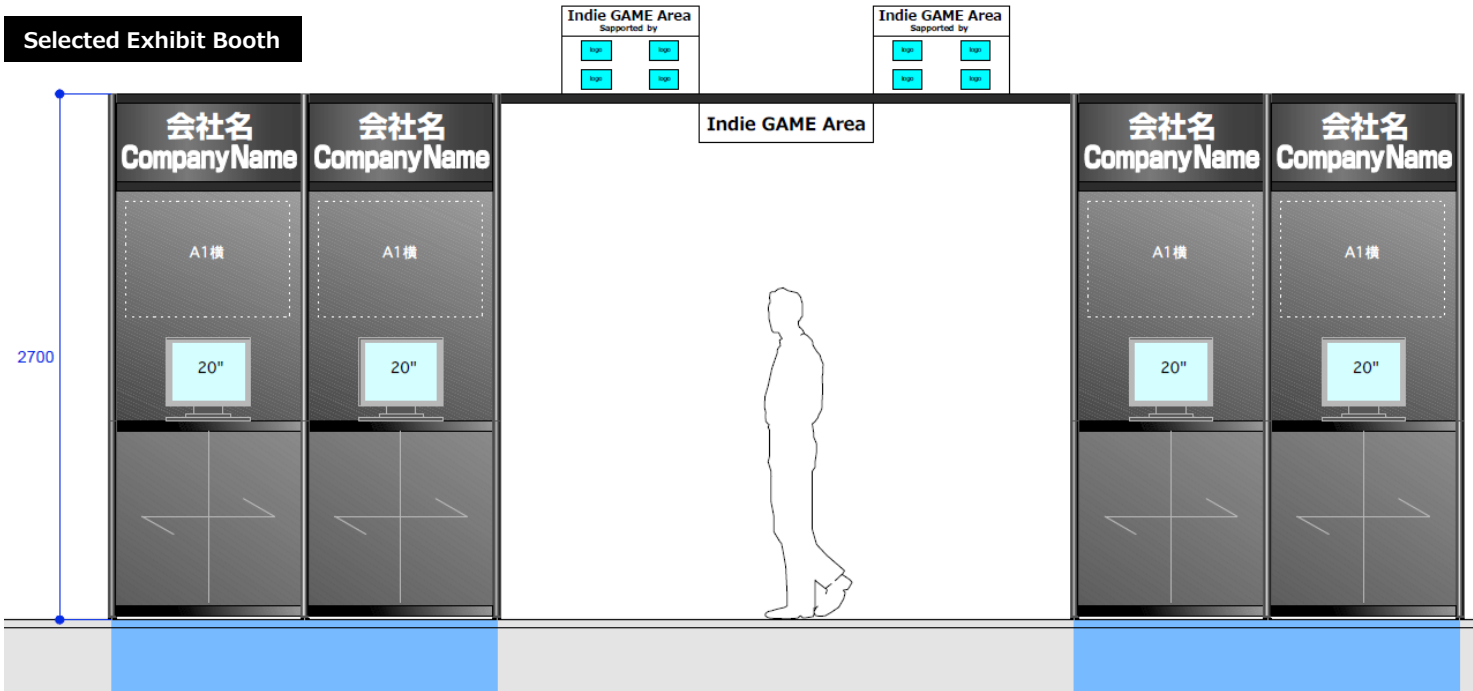 Selected Exhibit Booth
Indie GAME Area
Sapported by
logo logo
logo logo
Indie GAME Area
Sapported by
logo logo
logo logo
Indie GAME Area
会社名
CompanyName
会社名
CompanyName
会社名
CompanyName
会社名
CompanyName
A1横
A1横
A1横
A1横
2700
20"
20"
20"
20"